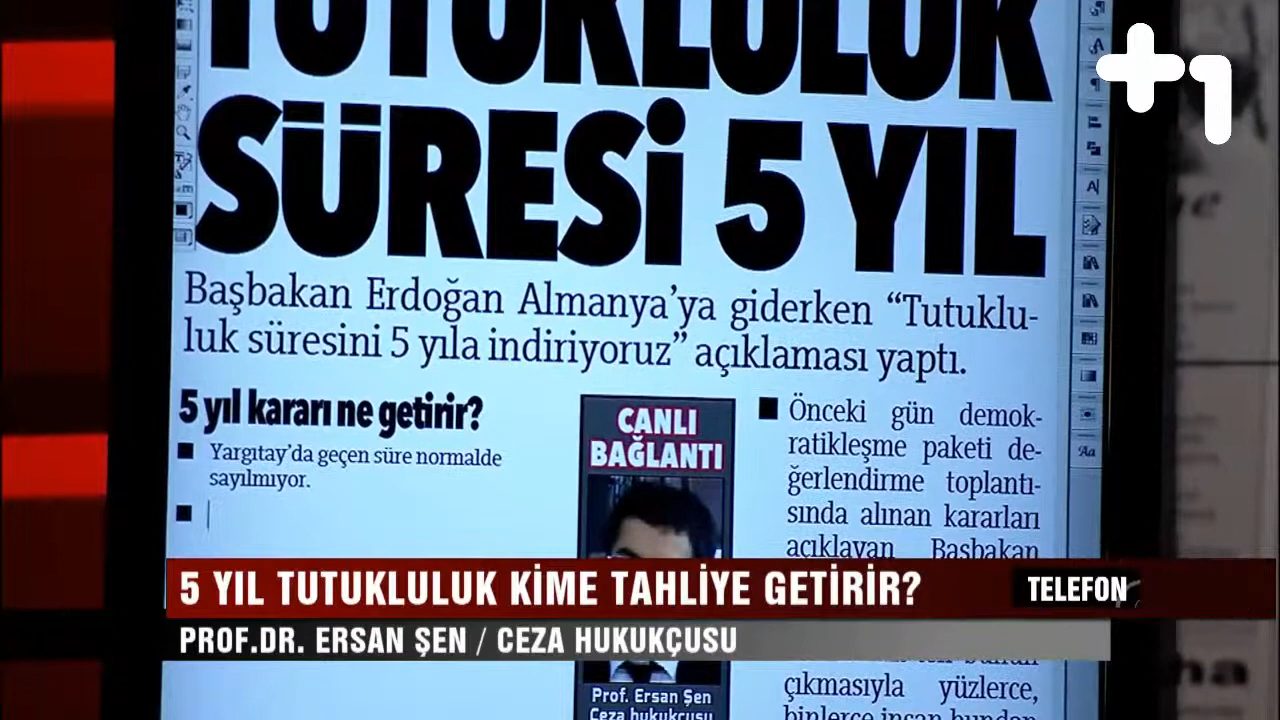 +1
TUTUKLULUK
SÜRESİ 5 YIL
Başbakan Erdoğan Almanya’ya giderken “Tutuklu-
luk süresini 5 yıla indiriyoruz” açıklaması yaptı.
5 yıl kararı ne getirir?
Yargıtay’da geçen süre normalde
sayılmıyor.
CANLI
BAĞLANTI
Önceki gün demok-
ratikleşme paketi de-
ğerlendirme toplantı-
sında alınan kararları
açıklayan Başbakan
5 YIL TUTUKLULUK KİME TAHLİYE GETİRİR?
TELEFON
PROF.DR. ERSAN ŞEN / CEZA HUKUKÇUSU
Prof. Ersan Şen
Ceza hukukçusu
çıkmasıyla yüzlerce,
binlerce insan bundan